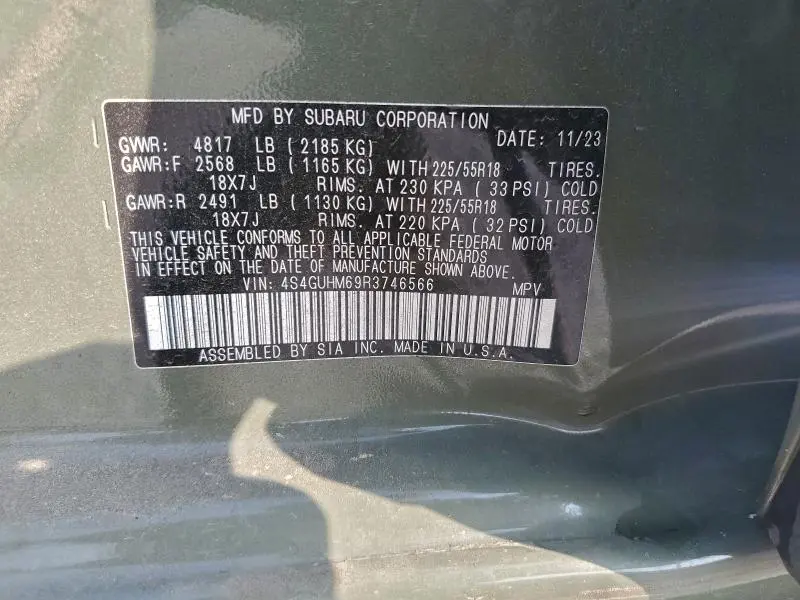 MFD BY SUBARU CORPORATION
GVWR: 4817 LB (2185 KG) DATE: 11/23
GAWR:F 2568 LB (1165 KG) WITH 225/55R18 TIRES.
18X7J RIMS. AT 230 KPA (33 PSI) COLD
GAWR:R 2491 LB (1130 KG) WITH 225/55R18 TIRES.
18X7J RIMS. AT 220 KPA (32 PSI) COLD
THIS VEHICLE CONFORMS TO ALL APPLICABLE FEDERAL MOTOR
VEHICLE SAFETY AND THEFT PREVENTION STANDARDS
IN EFFECT ON THE DATE OF MANUFACTURE SHOWN ABOVE.
VIN: 4S4GUHM69R3746566 MPV
ASSEMBLED BY SIA INC. MADE IN U.S.A.